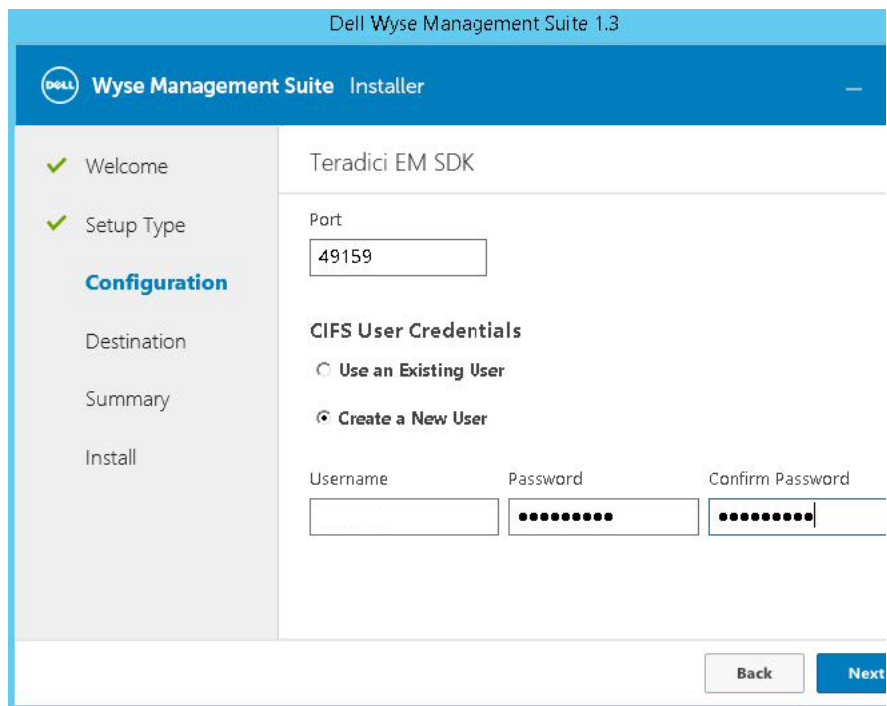 Dell Wyse Management Suite 1.3
DELL Wyse Management Suite Installer
Welcome
Setup Type
Configuration
Destination
Summary
Install
Teradici EM SDK
Port
49159
CIFS User Credentials
Use an Existing User
Create a New User
Username Password Confirm Password
●●●●●●●●● ●●●●●●●●●
Back Next